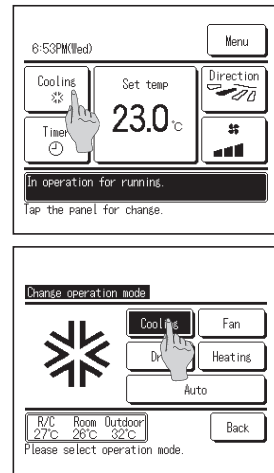 6:53PM(Wed)
Menu
Cooling
Set temp
Direction
23.0 ℃
Timer
In operation for running.
Tap the panel for change.
Change operation mode
Cooling
Fan
Heating
Auto
R/C Room Outdoor
27℃ 26℃ 32℃
Back
Please select operation mode.